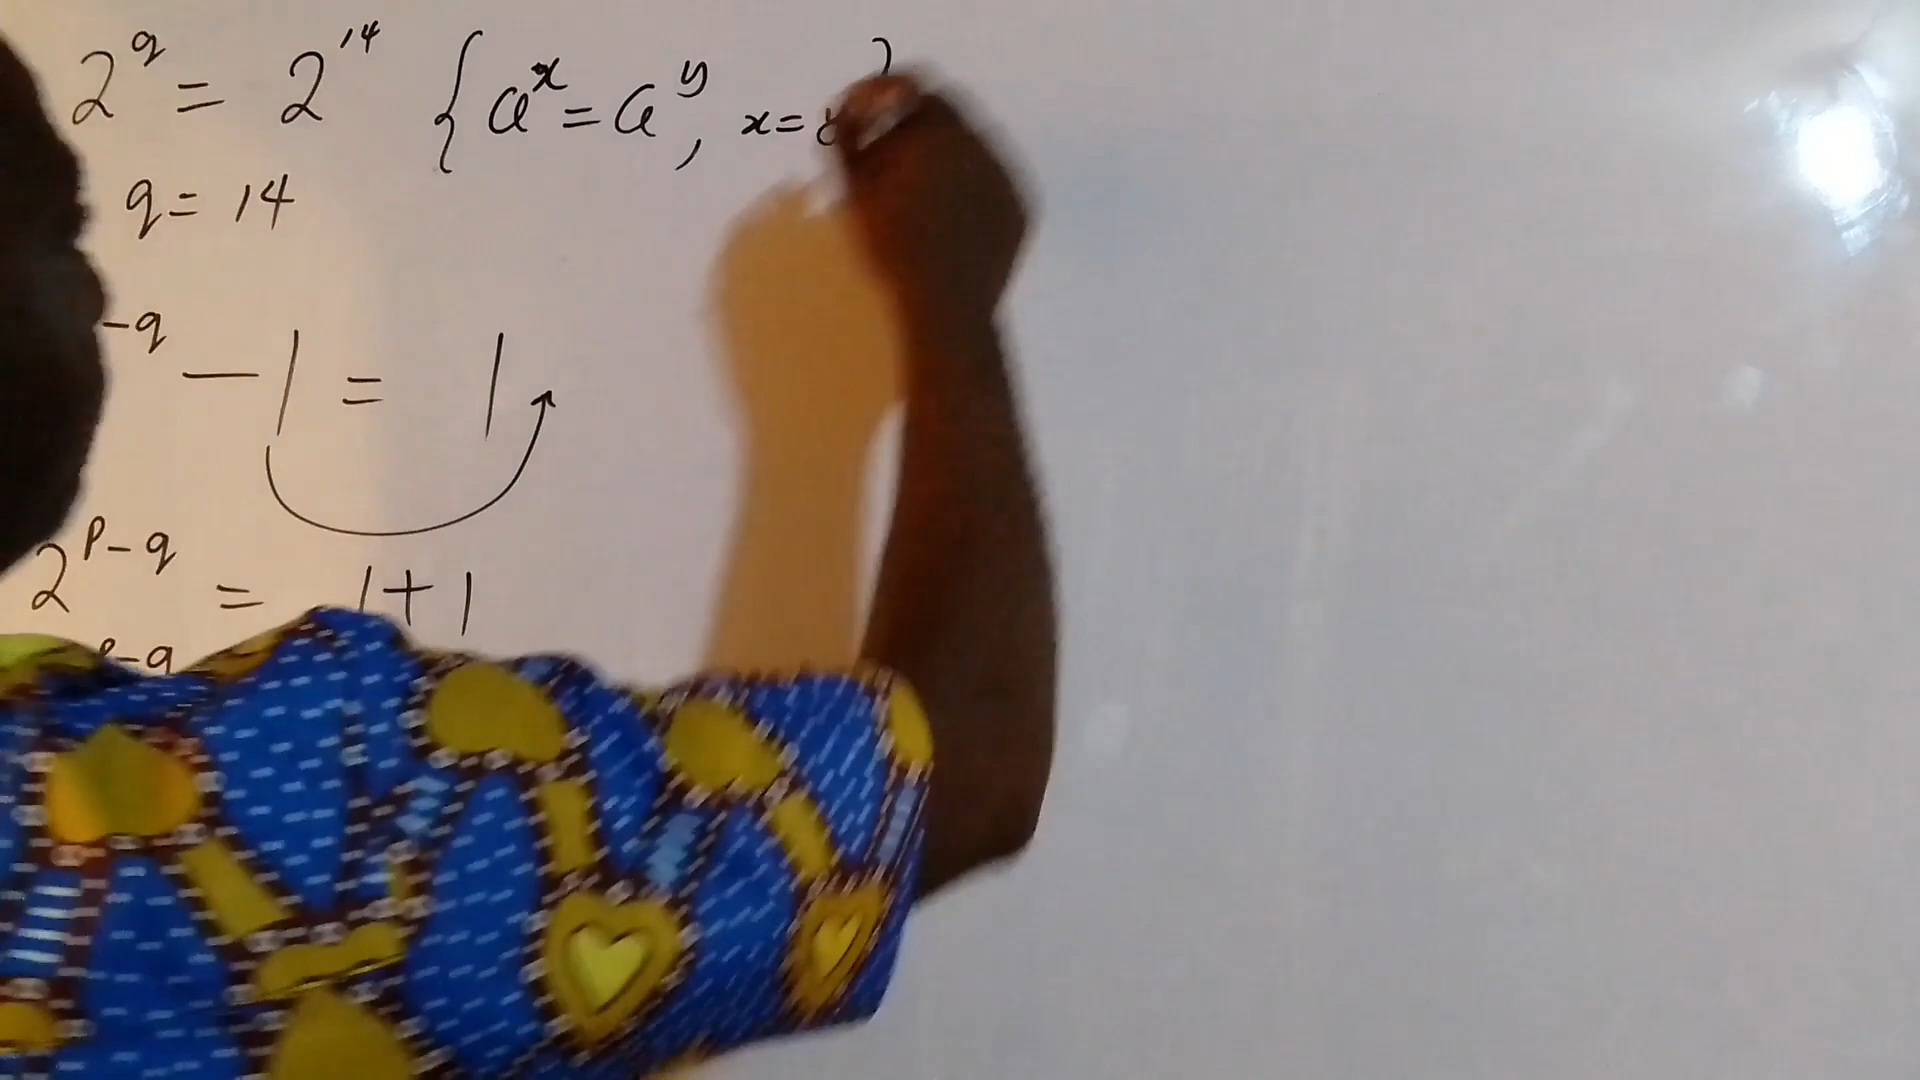 2^q = 2^14 {a^x = a^y, x=
q = 14
-q - 1 = 1
2^p-q = 1+1
-q